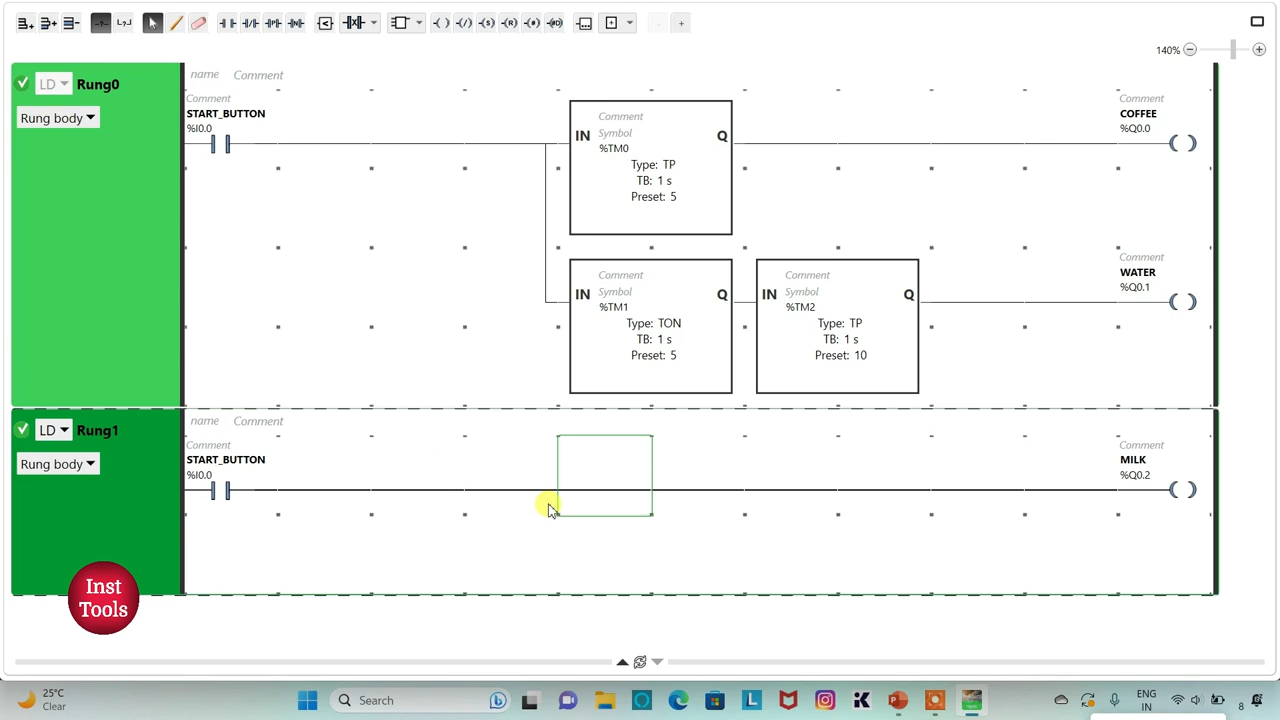 140%
LD Rung0
name Comment
Rung body
Comment
START_BUTTON
%I0.0
Comment
IN Symbol Q
%TM0
Type: TP
TB: 1 s
Preset: 5
Comment
COFFEE
%Q0.0
Comment
IN Symbol Q
%TM1
Type: TON
TB: 1 s
Preset: 5
Comment
IN Symbol Q
%TM2
Type: TP
TB: 1 s
Preset: 10
Comment
WATER
%Q0.1
LD Rung1
name Comment
Rung body
Comment
START_BUTTON
%I0.0
Comment
MILK
%Q0.2
Inst
Tools
25°C
Clear
Search
ENG
IN
8